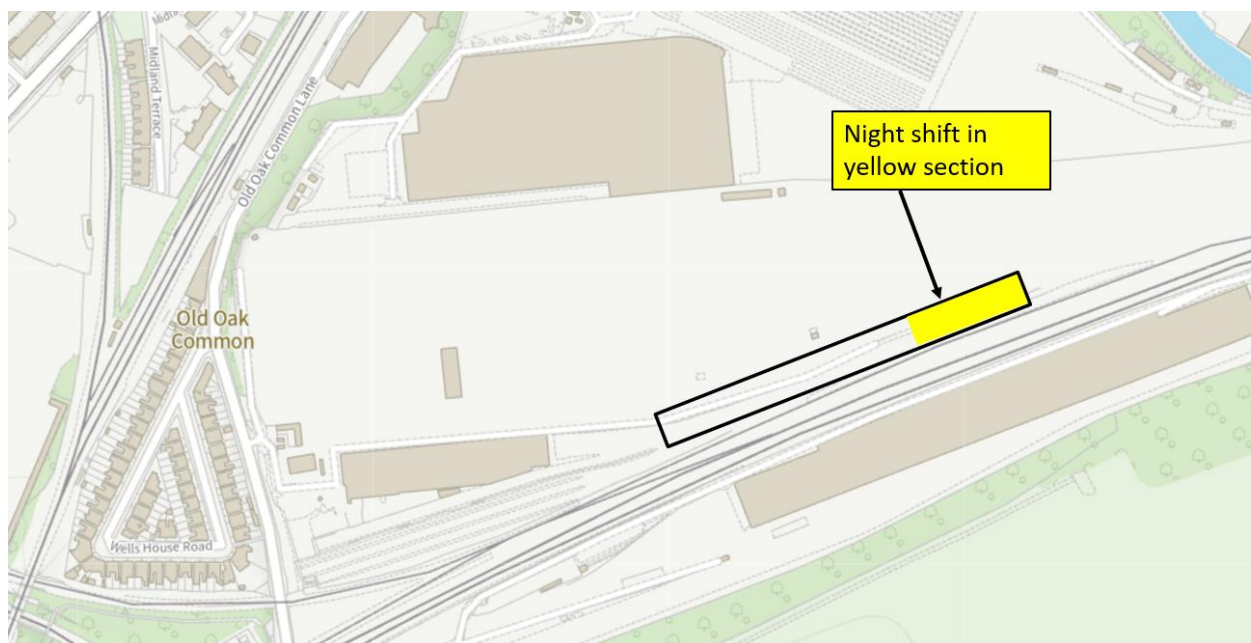 Midland Terrace
Old Oak Common Lane
Night shift in
yellow section
Old Oak
Common
Wells House Road